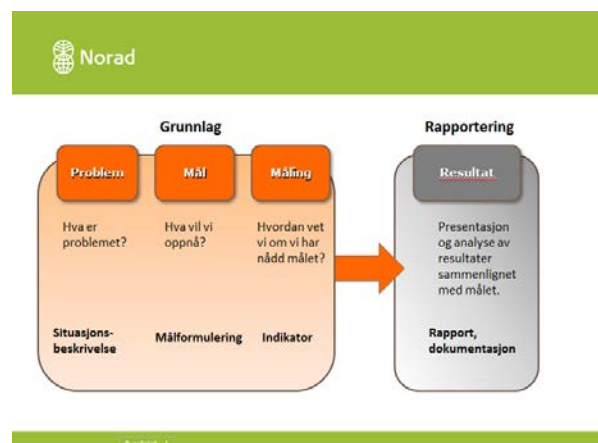 Norad
Grunnlag
Rapportering
Problem
Mål
Måling
Resultat
Hva er
problemet?
Hva vil vi
oppnå?
Hvordan vet
vi om vi har
nådd målet?
Presentasjon
og analyse av
resultater
sammenlignet
med målet.
Situasjons-
beskrivelse
Målformulering
Indikator
Rapport,
dokumentasjon